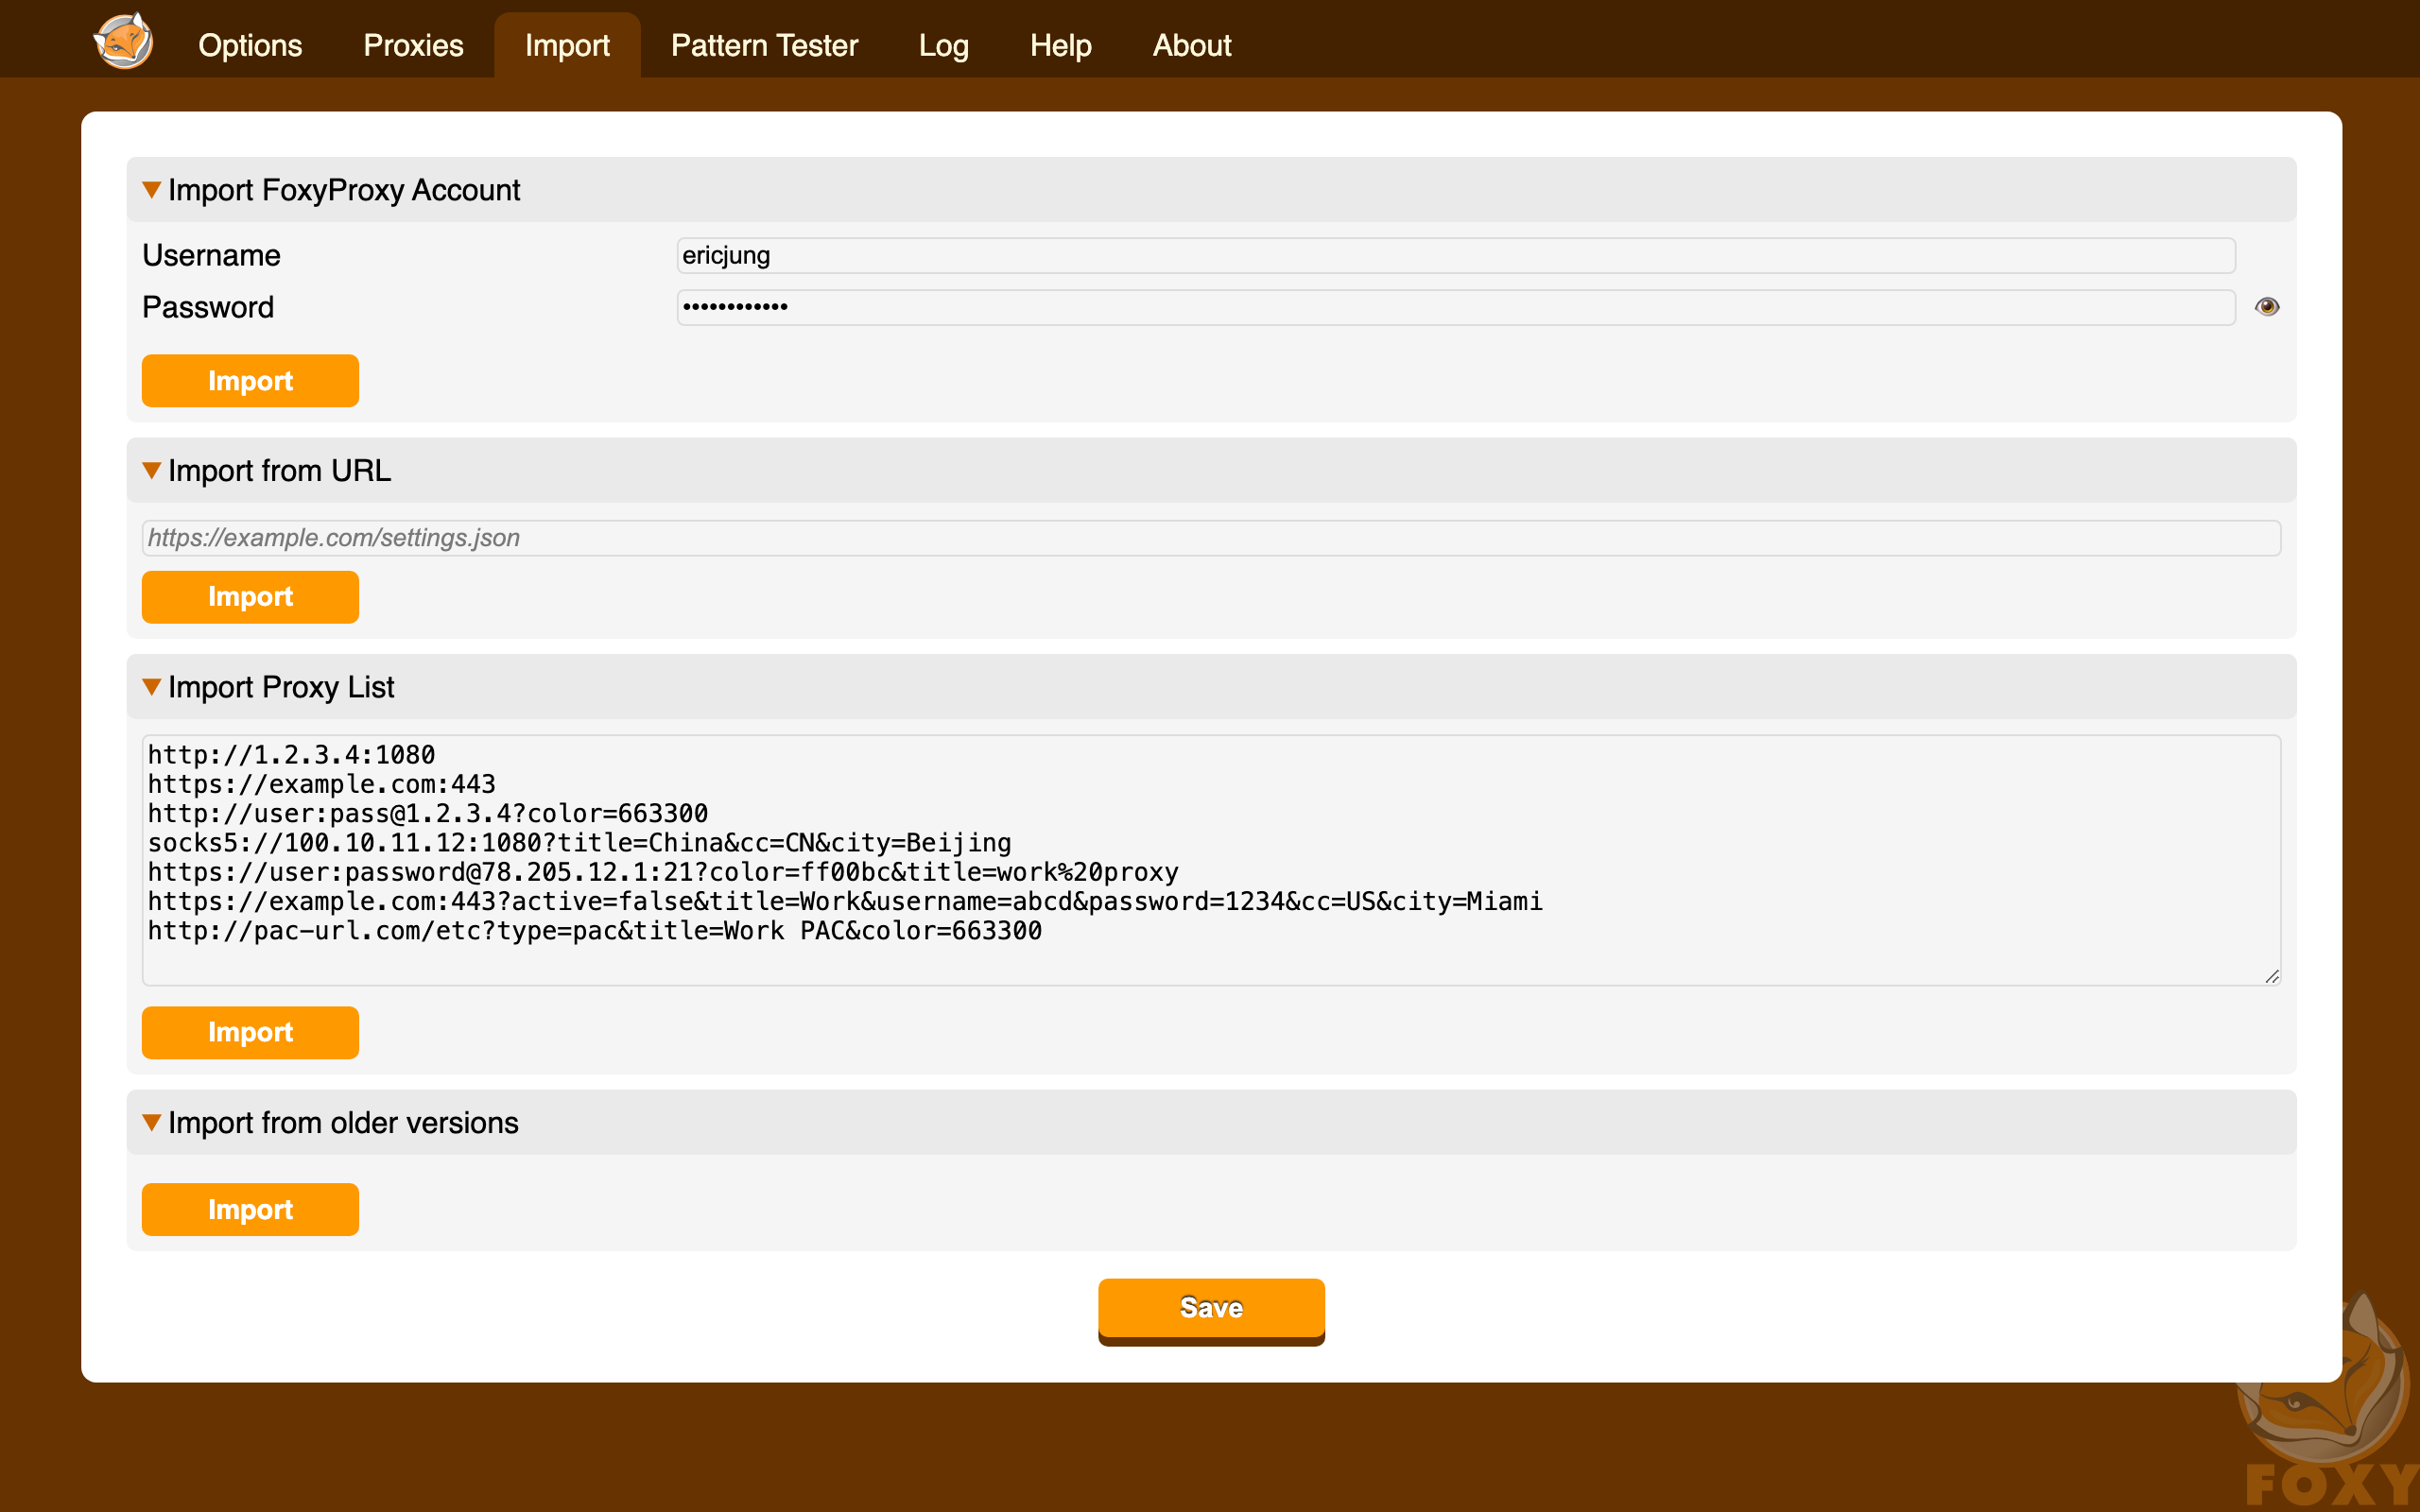 Options Proxies Import Pattern Tester Log Help About
Import FoxyProxy Account
Username ericjung
Password ••••••••••••
Import
Import from URL
https://example.com/settings.json
Import
Import Proxy List
http://1.2.3.4:1080
https://example.com:443
http://user:pass@1.2.3.4?color=663300
socks5://100.10.11.12:1080?title=China&cc=CN&city=Beijing
https://user:password@78.205.12.1:21?color=ff00bc&title=work%20proxy
https://example.com:443?active=false&title=Work&username=abcd&password=1234&cc=US&city=Miami
http://pac-url.com/etc?type=pac&title=Work PAC&color=663300
Import
Import from older versions
Import
Save
FOXY